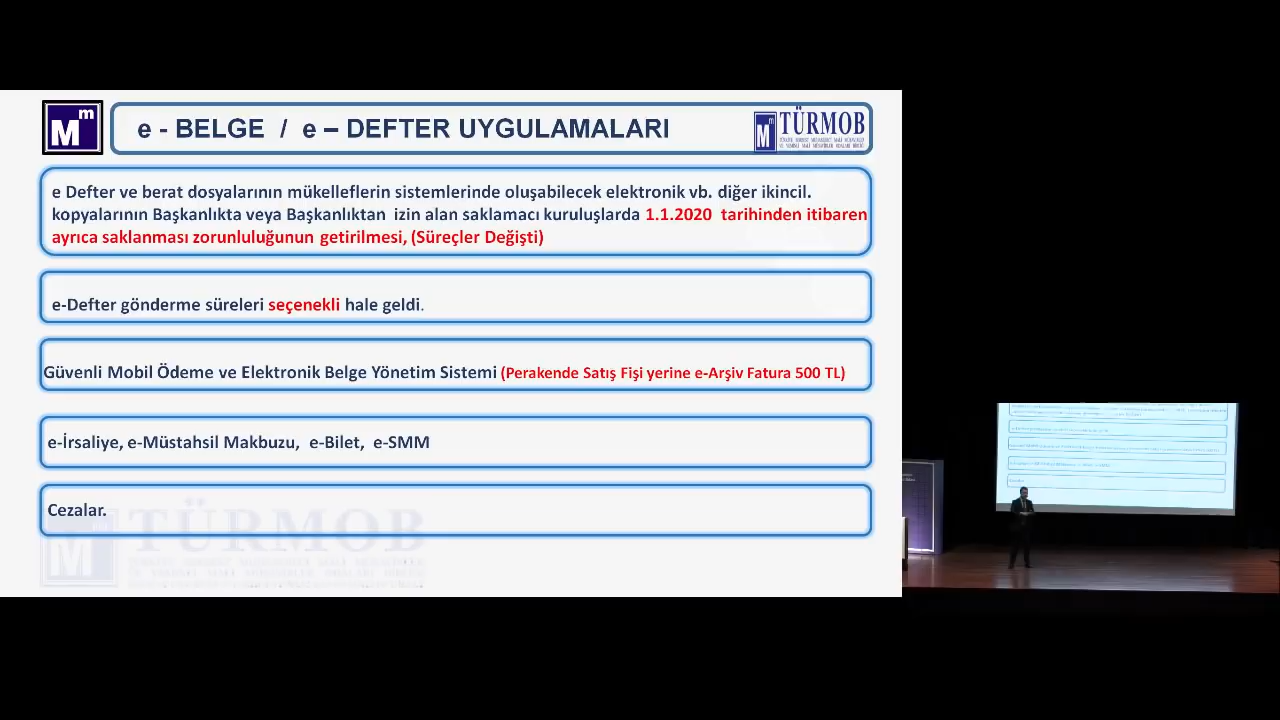 Mm
e - BELGE / e – DEFTER UYGULAMALARI
TÜRMOB
e Defter ve berat dosyalarının mükelleflerin sistemlerinde oluşabilecek elektronik vb. diğer ikincil.
kopyalarının Başkanlıkta veya Başkanlıktan izin alan saklamacı kuruluşlarda 1.1.2020 tarihinden itibaren
ayrıca saklanması zorunluluğunun getirilmesi, (Süreçler Değişti)
e-Defter gönderme süreleri seçenekli hale geldi.
Güvenli Mobil Ödeme ve Elektronik Belge Yönetim Sistemi (Perakende Satış Fişi yerine e-Arşiv Fatura 500 TL)
e-İrsaliye, e-Müstahsil Makbuzu, e-Bilet, e-SMM
Cezalar.
TÜRMOB